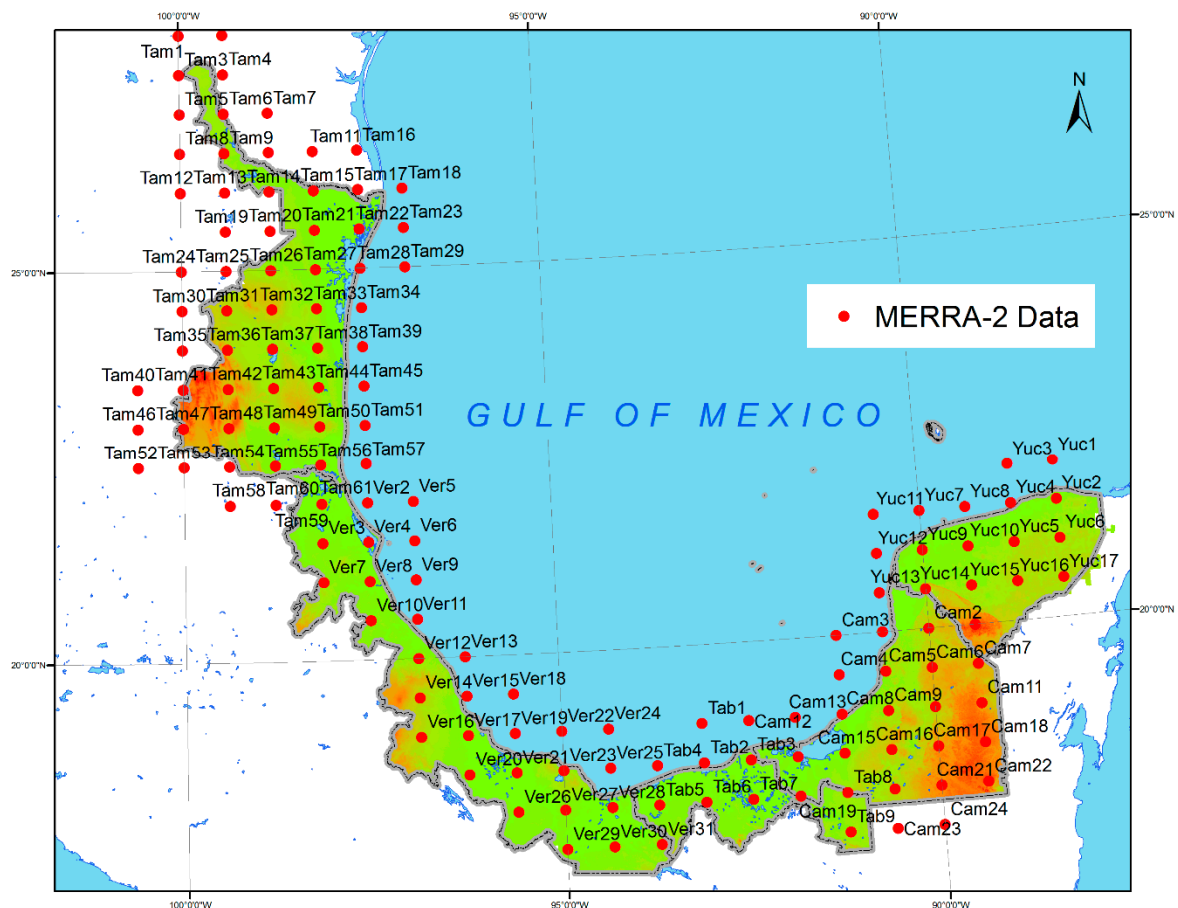 100°0'0"W 95°0'0"W 90°0'0"W
Tam1
Tam3 Tam4
N
Tam5 Tam6 Tam7
Tam8 Tam9 Tam11 Tam16
Tam12 Tam13 Tam14 Tam15 Tam17 Tam18
Tam19 Tam20 Tam21 Tam22 Tam23
25°0'0"N
Tam24 Tam25 Tam26 Tam27 Tam28 Tam29
25°0'0"N
Tam30 Tam31 Tam32 Tam33 Tam34
MERRA-2 Data
Tam35 Tam36 Tam37 Tam38 Tam39
Tam40 Tam41 Tam42 Tam43 Tam44 Tam45
GULF OF MEXICO
Tam46 Tam47 Tam48 Tam49 Tam50 Tam51
Yuc3 Yuc1
Tam52 Tam53 Tam54 Tam55 Tam56 Tam57
Yuc11 Yuc7 Yuc8 Yuc4 Yuc2
Tam58 Tam60 Tam61 Ver2 Ver5
Tam59
Ver3 Ver4 Ver6
Yuc12 Yuc9 Yuc10 Yuc5 Yuc6
Ver7 Ver8 Ver9
Yuc13 Yuc14 Yuc15 Yuc16 Yuc17
20°0'0"N
Ver10 Ver11
Cam3 Cam2
Ver12 Ver13
Cam4 Cam5 Cam6 Cam7
20°0'0"N
Ver14 Ver15 Ver18
Cam13 Cam8 Cam9 Cam11
Ver16 Ver17 Ver19 Ver22 Ver24 Tab1 Cam12
Cam15 Cam16 Cam17 Cam18
Ver20 Ver21 Ver23 Ver25 Tab4 Tab2 Tab3
Tab8 Cam21 Cam22
Ver26 Ver27 Ver28 Tab5 Tab6 Tab7
Cam19 Tab9 Cam23 Cam24
Ver29 Ver30 Ver31
100°0'0"W 95°0'0"W 90°0'0"W